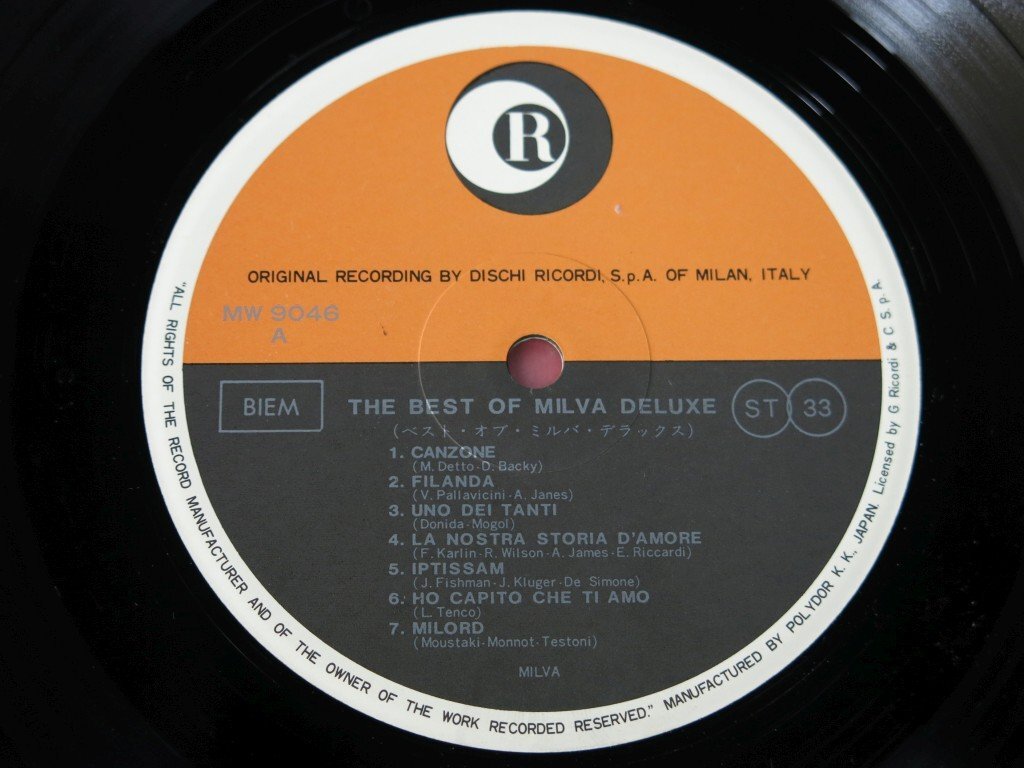 R
ORIGINAL RECORDING BY DISCHI RICORDI, S.p.A. OF MILAN, ITALY
MW 9046
A
BIEM
THE BEST OF MILVA DELUXE
ST 33
(ベスト・オブ・ミルバ・デラックス)
1. CANZONE
(M. Detto-D. Backy)
2. FILANDA
(V. Pallavicini-A. Janes)
3. UNO DEI TANTI
(Donida-Mogol)
4. LA NOSTRA STORIA D'AMORE
(F. Karlin-R. Wilson-A. James-E. Riccardi)
5. IPTISSAM
(J. Fishman-J. Kluger-De Simone)
6. HO CAPITO CHE TI AMO
(L. Tenco)
7. MILORD
(Moustaki-Monnot-Testoni)
MILVA
"ALL RIGHTS OF THE RECORD MANUFACTURER AND OF THE OWNER OF THE WORK RECORDED RESERVED." MANUFACTURED BY POLYDOR K. K., JAPAN. Licensed by G Ricordi & C S.p.A.